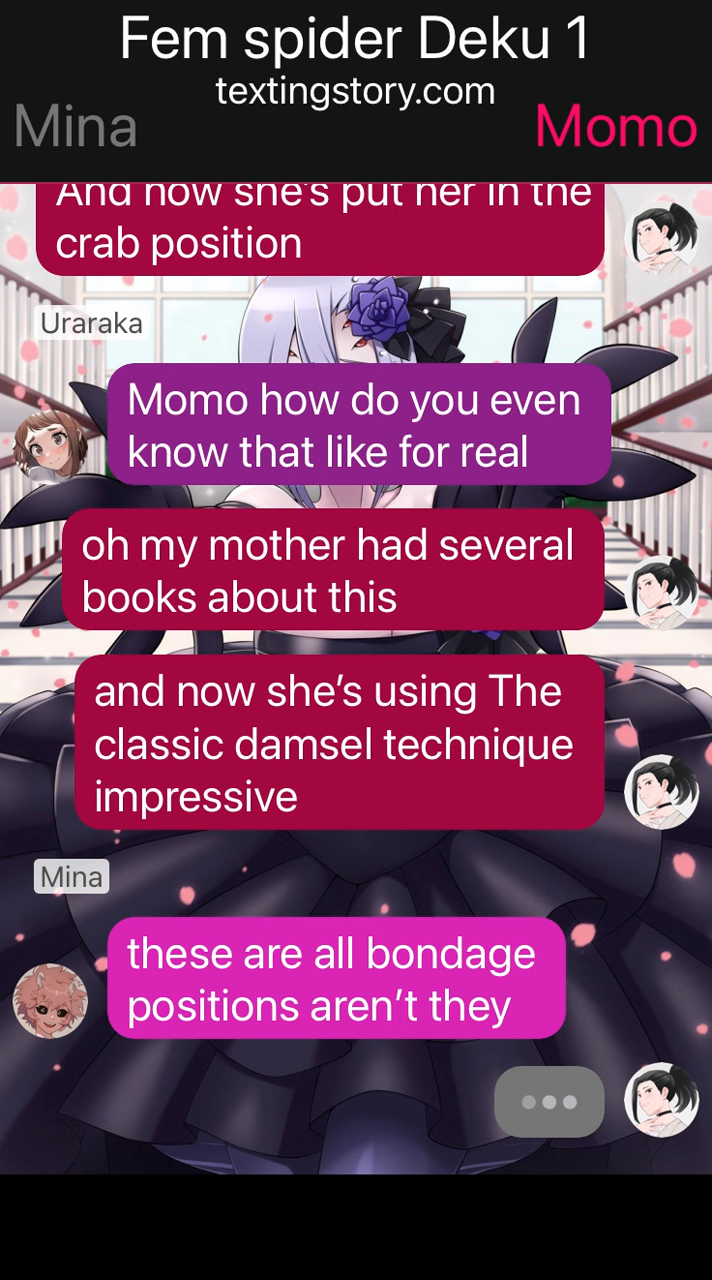 Fem spider Deku 1
textingstory.com
Mina
Momo
And now she's put her in the
crab position
Uraraka
Momo how do you even
know that like for real
oh my mother had several
books about this
and now she’s using The
classic damsel technique
impressive
Mina
these are all bondage
positions aren’t they